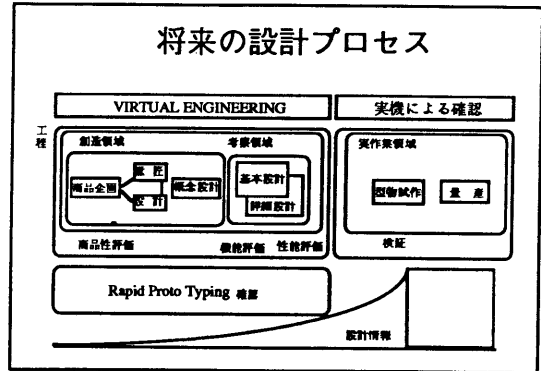 将来の設計プロセス
VIRTUAL ENGINEERING
実機による確認
工程
創造領域
考察領域
実作業領域
商品企画
意匠
設計
概念設計
基本設計
詳細設計
型物試作
量産
商品性評価
機能評価
性能評価
検証
Rapid Proto Typing 確認
設計情報